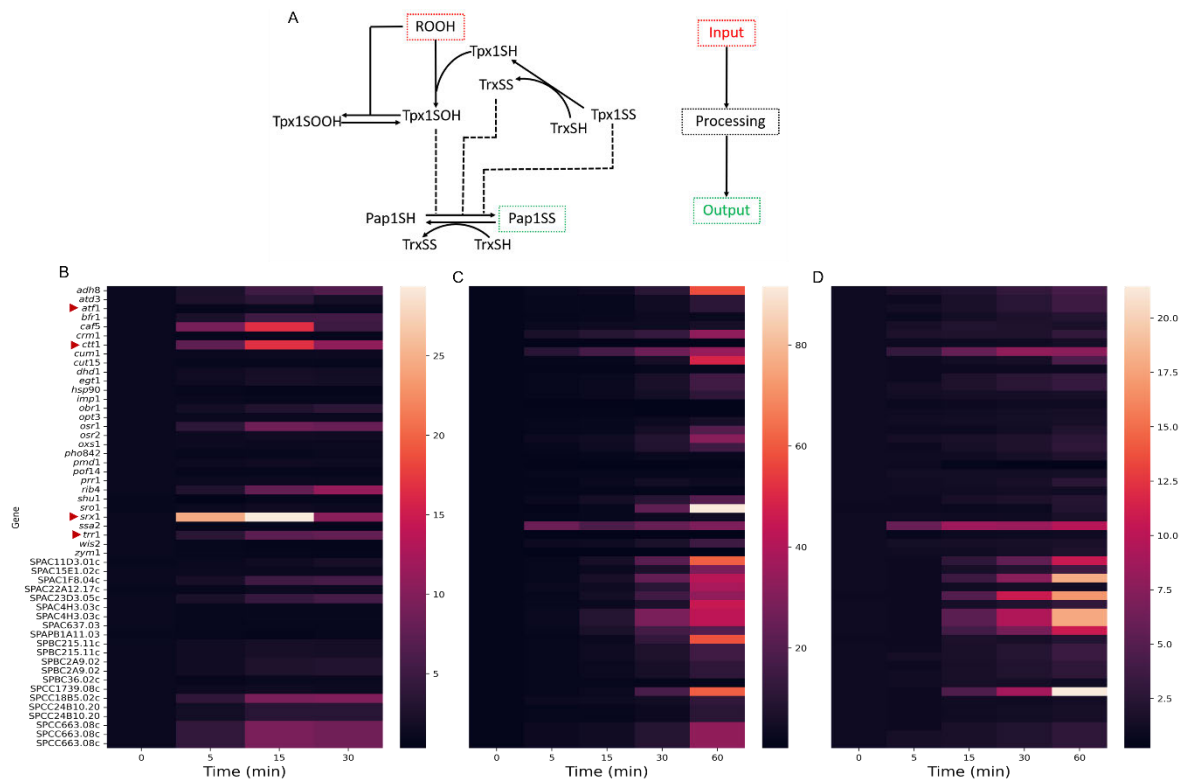 A
ROOH
Input
Tpx1SH
TrxSS
Tpx1SOOH
Tpx1SOH
TrxSH
Tpx1SS
Processing
Pap1SH
Pap1SS
Output
TrxSS
TrxSH
B
C
D
Gene
adh8
atd3
atf1
bfr1
caf5
crm1
ctt1
cum1
cut15
dhd1
egt1
hsp90
imp1
obr1
opt3
osr1
osr2
oxs1
pho842
pmd1
pof14
prr1
rib4
shu1
sro1
srx1
ssa2
trr1
wis2
zym1
SPAC11D3.01c
SPAC15E1.02c
SPAC1F8.04c
SPAC22A12.17c
SPAC23D3.05c
SPAC4H3.03c
SPAC4H3.03c
SPAC637.03
SPAPB1A11.03
SPBC215.11c
SPBC215.11c
SPBC2A9.02
SPBC2A9.02
SPBC36.02c
SPCC1739.08c
SPCC18B5.02c
SPCC24B10.20
SPCC24B10.20
SPCC663.08c
SPCC663.08c
SPCC663.08c
0 5 15 30
Time (min)
25
20
15
10
5
0 5 15 30 60
Time (min)
80
60
40
20
0 5 15 30 60
Time (min)
20.0
17.5
15.0
12.5
10.0
7.5
5.0
2.5